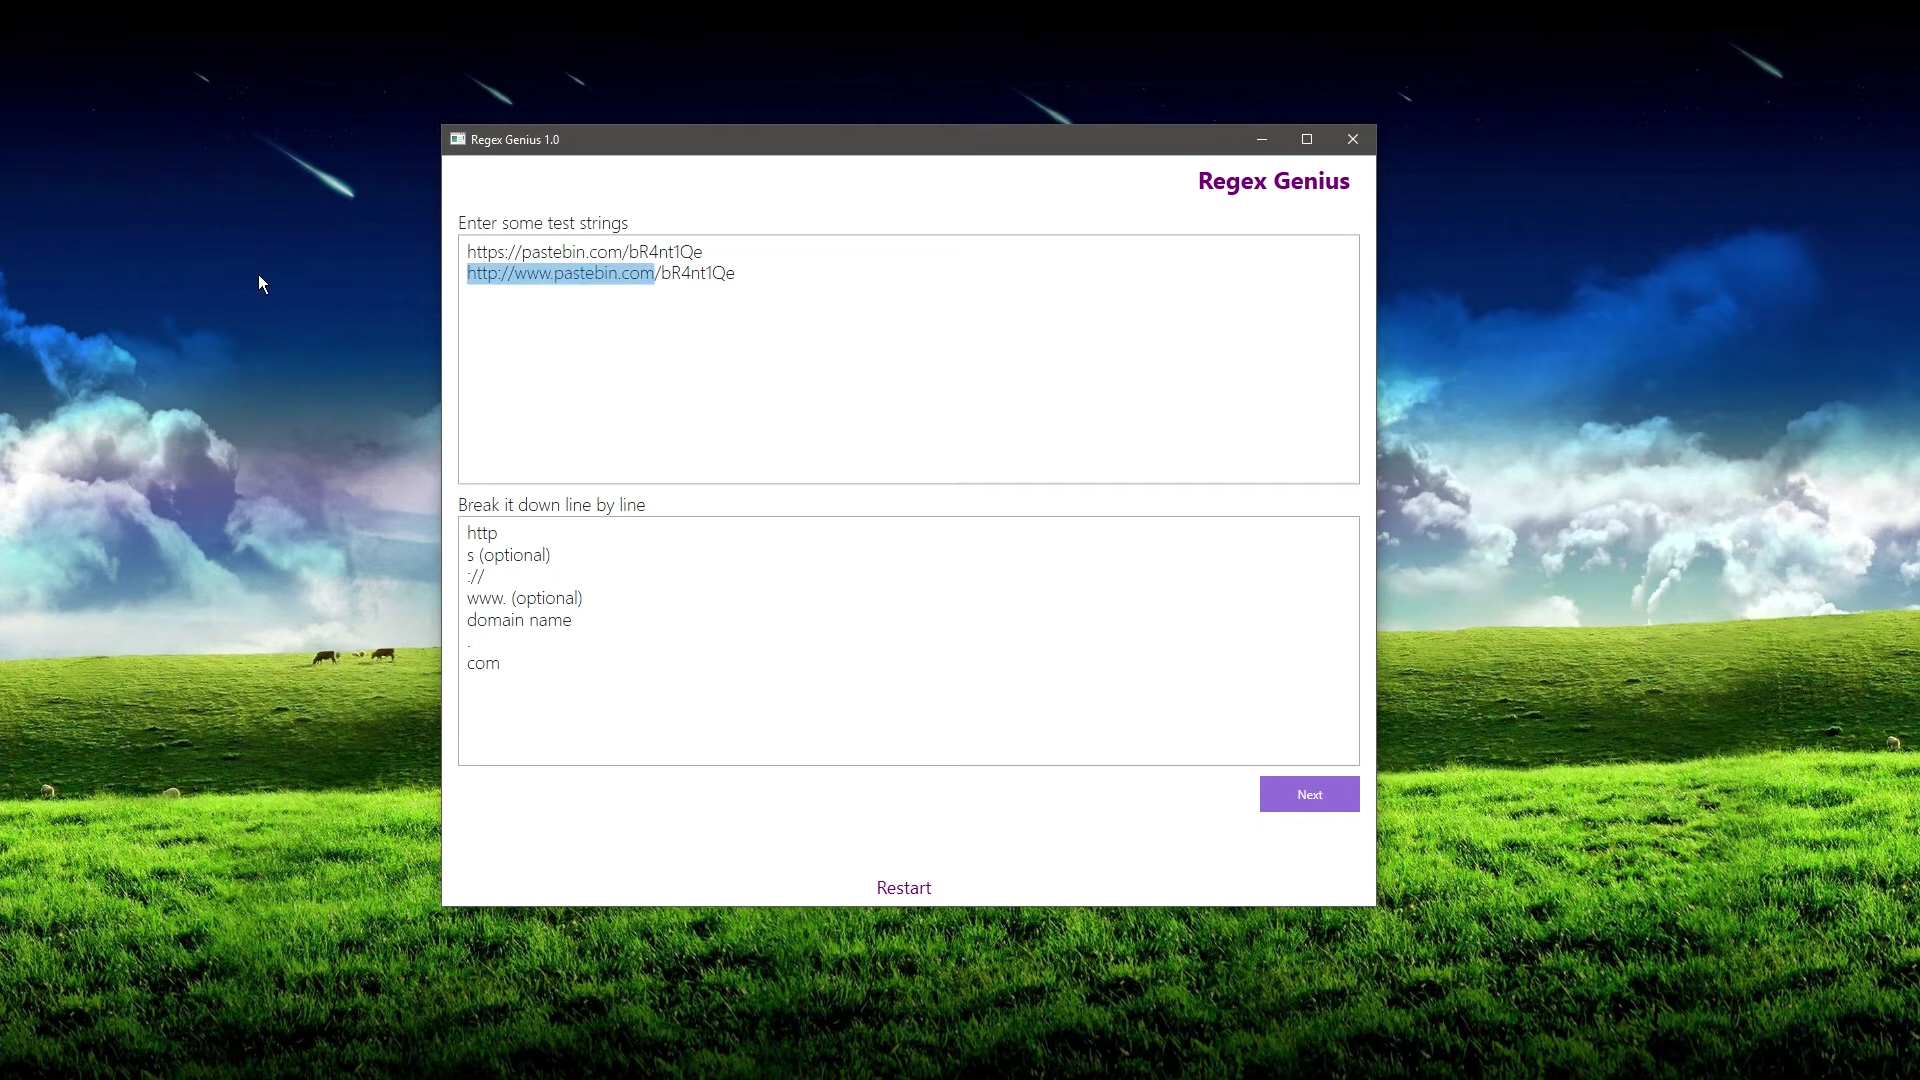 Regex Genius 1.0
Regex Genius
Enter some test strings
https://pastebin.com/bR4nt1Qe
http://www.pastebin.com/bR4nt1Qe
Break it down line by line
http
s (optional)
://
www. (optional)
domain name
.
com
Next
Restart